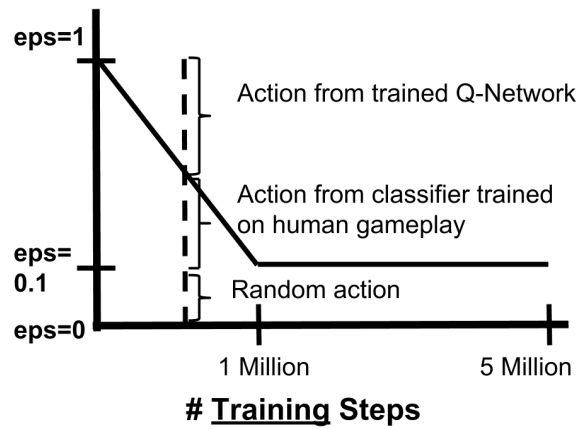 eps=1
Action from trained Q-Network
Action from classifier trained
on human gameplay
eps=
0.1
Random action
eps=0
1 Million
5 Million
# Training Steps